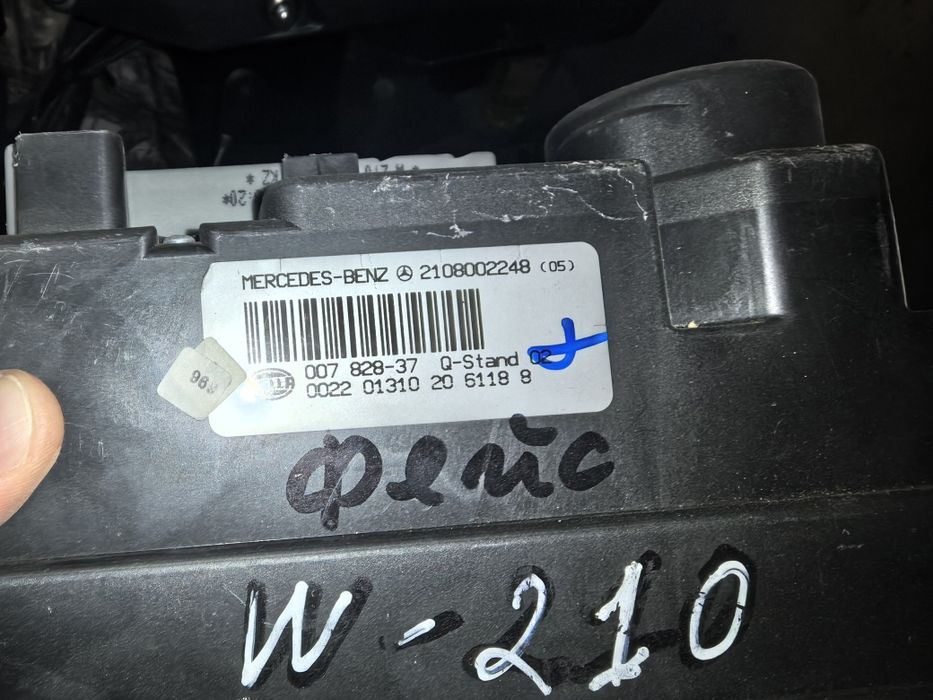 MERCEDES-BENZ 2108002248 (05)
007 828-37 Q-Stand 02
0022 01310 20 6118 8
фейс
W-210